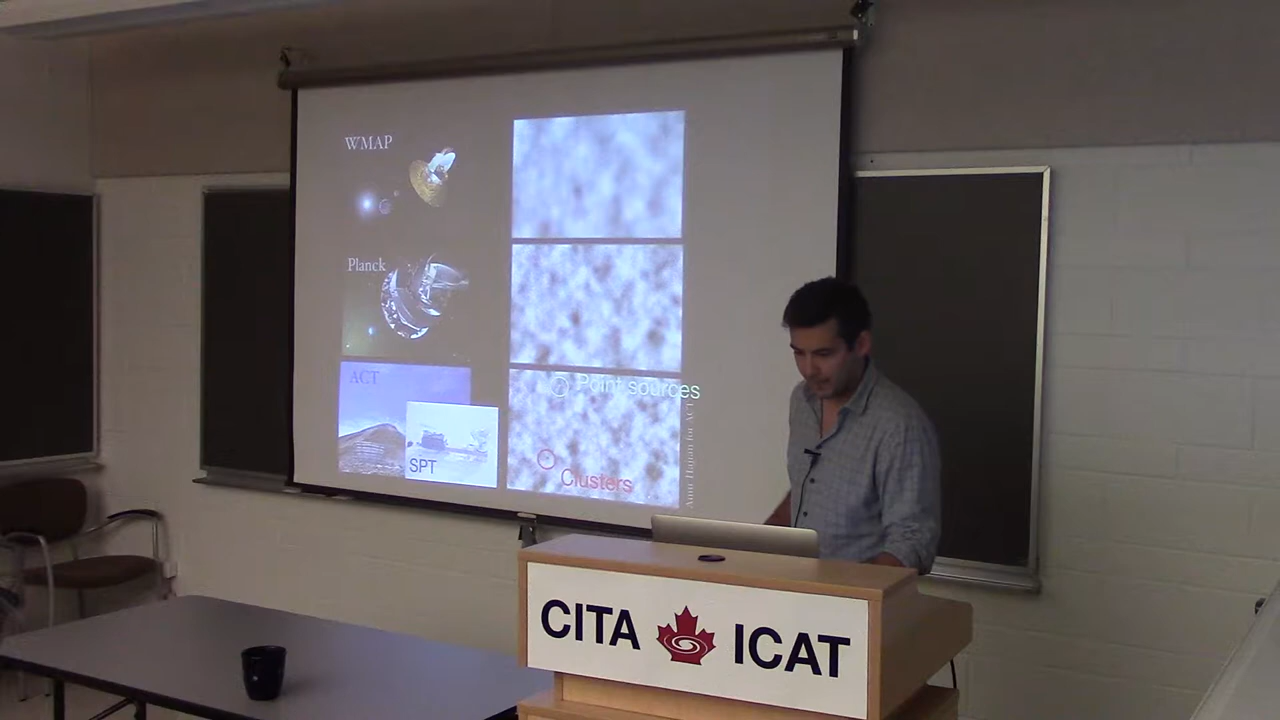 WMAP
Planck
ACT
SPT
Point sources
Clusters
CITA ICAT